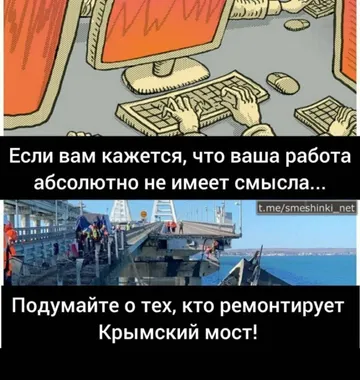 Если вам кажется, что ваша работа
абсолютно не имеет смысла...
t.me/smeshinki_net
Подумайте о тех, кто ремонтирует
Крымский мост!